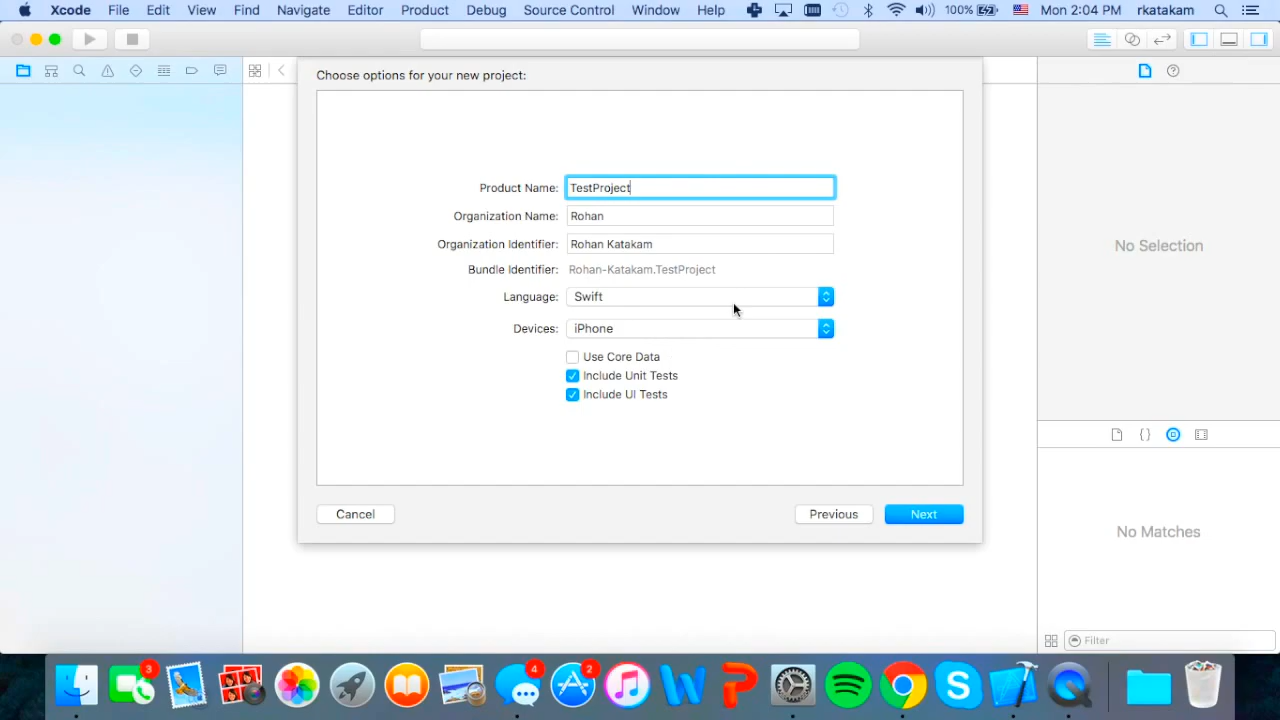 Xcode File Edit View Find Navigate Editor Product Debug Source Control Window Help 100% Mon 2:04 PM rkatakam
Choose options for your new project:
Product Name: TestProject
Organization Name: Rohan
Organization Identifier: Rohan Katakam
Bundle Identifier: Rohan-Katakam.TestProject
Language: Swift
Devices: iPhone
Use Core Data
Include Unit Tests
Include UI Tests
Cancel Previous Next
No Selection
{}
No Matches
Filter
3 4 2
W P S